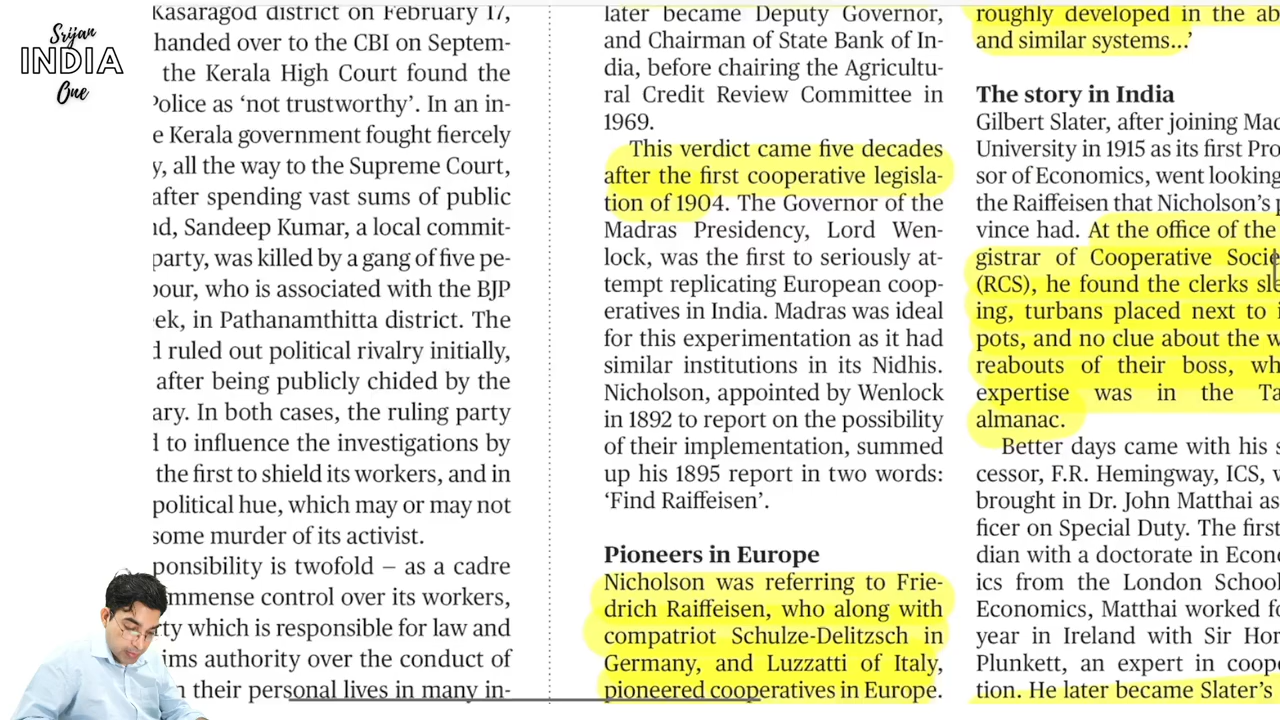 Srijan
INDIA
One
Kasaragod district on February 17,
handed over to the CBI on Septem-
the Kerala High Court found the
Police as ‘not trustworthy’. In an in-
e Kerala government fought fiercely
y, all the way to the Supreme Court,
after spending vast sums of public
nd, Sandeep Kumar, a local commit-
party, was killed by a gang of five pe-
pour, who is associated with the BJP
ek, in Pathanamthitta district. The
d ruled out political rivalry initially,
after being publicly chided by the
ary. In both cases, the ruling party
d to influence the investigations by
the first to shield its workers, and in
political hue, which may or may not
some murder of its activist.
ponsibility is twofold – as a cadre
mmense control over its workers,
rty which is responsible for law and
ims authority over the conduct of
n their personal lives in many in-
later became Deputy Governor,
and Chairman of State Bank of In-
dia, before chairing the Agricultu-
ral Credit Review Committee in
1969.
This verdict came five decades
after the first cooperative legisla-
tion of 1904. The Governor of the
Madras Presidency, Lord Wen-
lock, was the first to seriously at-
tempt replicating European coop-
eratives in India. Madras was ideal
for this experimentation as it had
similar institutions in its Nidhis.
Nicholson, appointed by Wenlock
in 1892 to report on the possibility
of their implementation, summed
up his 1895 report in two words:
‘Find Raiffeisen’.
Pioneers in Europe
Nicholson was referring to Frie-
drich Raiffeisen, who along with
compatriot Schulze-Delitzsch in
Germany, and Luzzatti of Italy,
pioneered cooperatives in Europe.
roughly developed in the ab
and similar systems...’
The story in India
Gilbert Slater, after joining Mad
University in 1915 as its first Pro
sor of Economics, went looking
the Raiffeisen that Nicholson’s p
vince had. At the office of the
gistrar of Cooperative Socie
(RCS), he found the clerks sle
ing, turbans placed next to i
pots, and no clue about the w
reabouts of their boss, wh
expertise was in the Ta
almanac.
Better days came with his s
cessor, F.R. Hemingway, ICS, w
brought in Dr. John Matthai as
ficer on Special Duty. The first
dian with a doctorate in Econo
ics from the London School
Economics, Matthai worked fo
year in Ireland with Sir Hor
Plunkett, an expert in coope
tion. He later became Slater’s